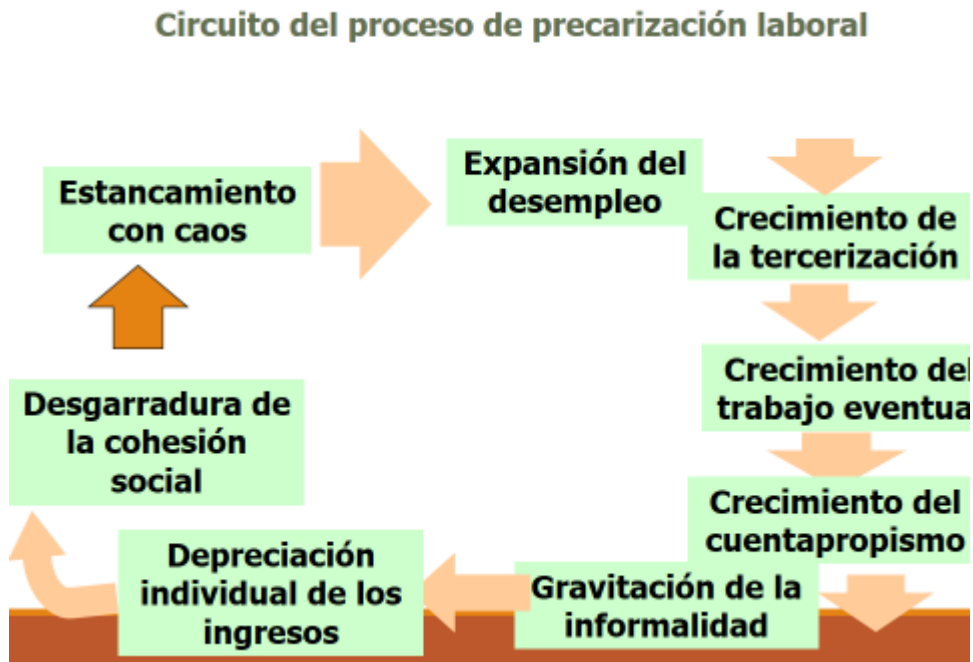 Circuito del proceso de precarización laboral
Estancamiento
con caos
Expansión del
desempleo
Crecimiento de
la tercerización
Crecimiento del
trabajo eventua
Crecimiento del
cuentapropismo
Gravitación de la
informalidad
Depreciación
individual de los
ingresos
Desgarradura de
la cohesión
social